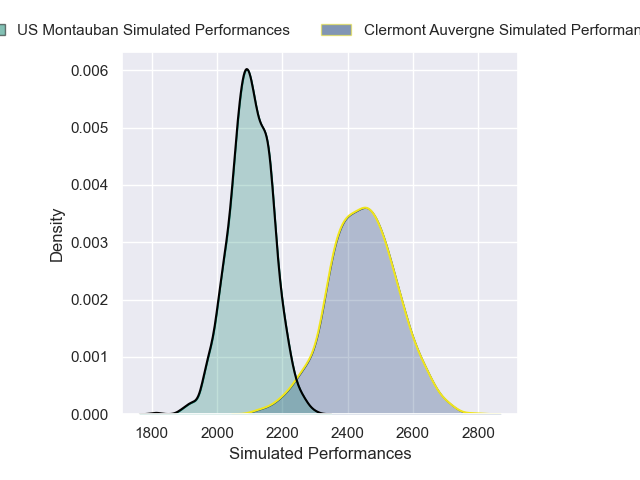 US Montauban Simulated Performances
Clermont Auvergne Simulated
0.006
0.005
0.004
0.003
0.002
0.001
0.000
Density
1800 2000 2200 2400 2600 2800
Simulated Performances